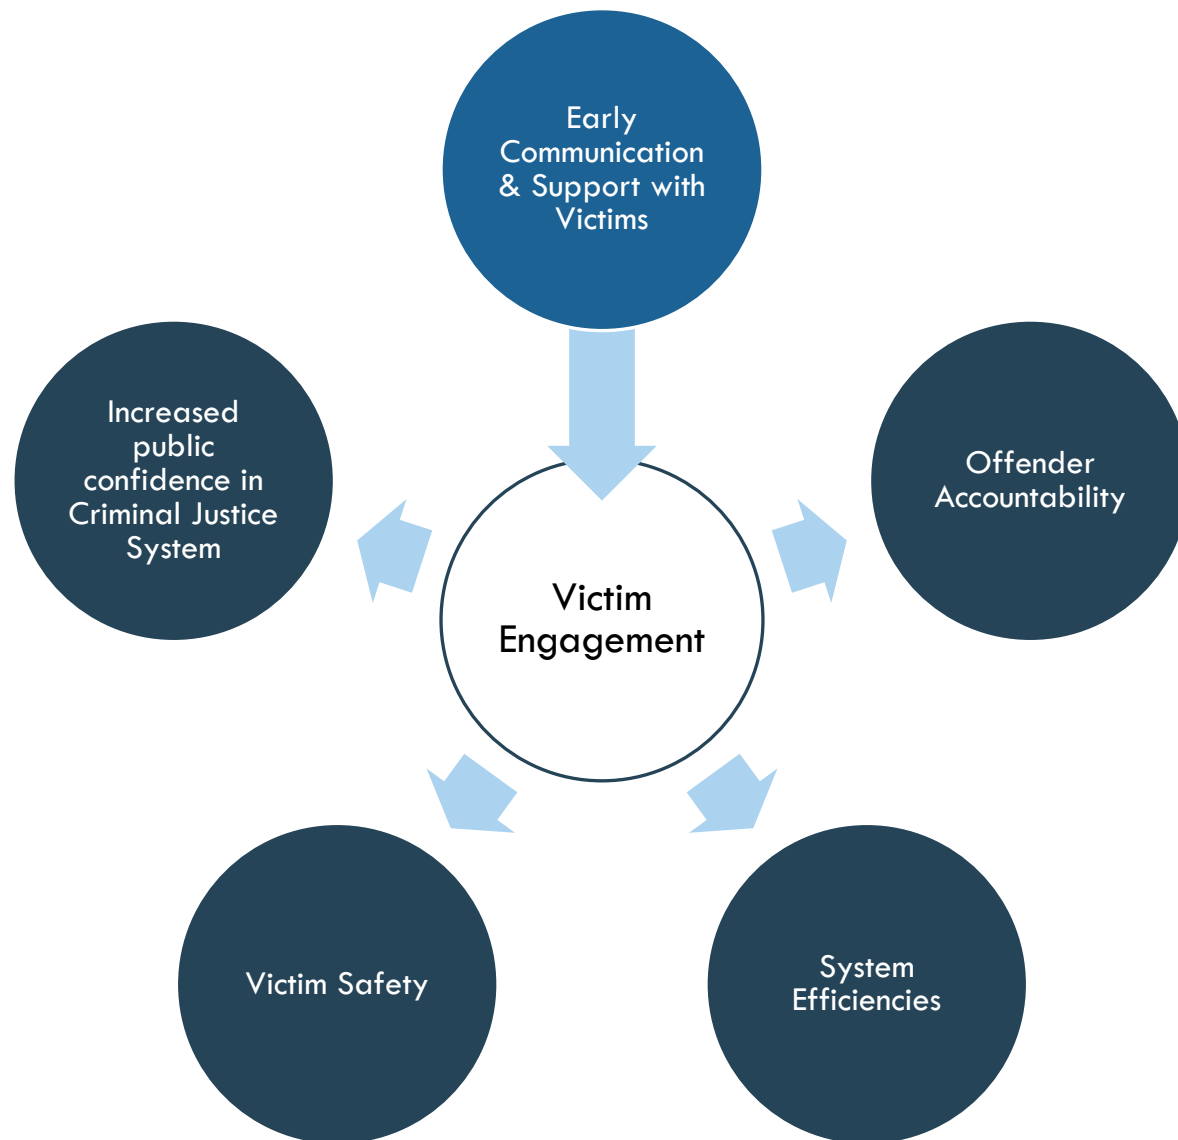 Early
Communication
& Support with
Victims
Increased
public
confidence in
Criminal Justice
System
Offender
Accountability
Victim
Engagement
Victim Safety
System
Efficiencies